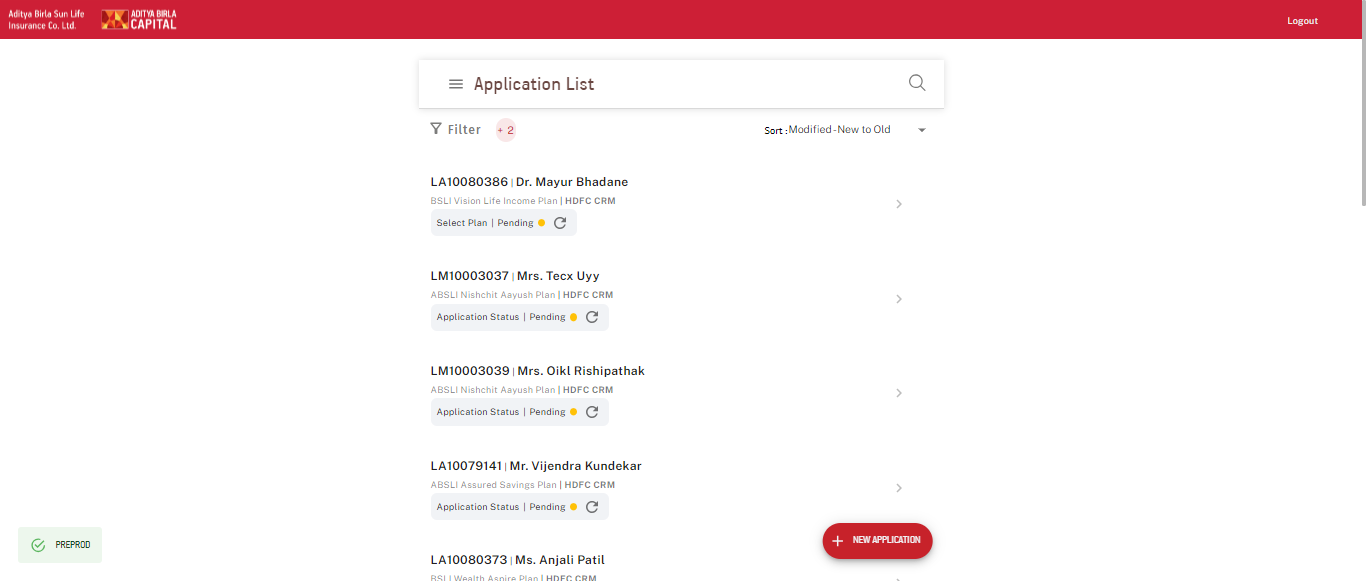 Aditya Birla Sun Life
Insurance Co. Ltd.
ADITYA BIRLA
CAPITAL
Logout
Application List
Filter + 2
Sort : Modified - New to Old
LA10080386 | Dr. Mayur Bhadane
BSLI Vision Life Income Plan | HDFC CRM
Select Plan | Pending
LM10003037 | Mrs. Tecx Uyy
ABSLI Nishchit Aayush Plan | HDFC CRM
Application Status | Pending
LM10003039 | Mrs. Oikl Rishipathak
ABSLI Nishchit Aayush Plan | HDFC CRM
Application Status | Pending
LA10079141 | Mr. Vijendra Kundekar
ABSLI Assured Savings Plan | HDFC CRM
Application Status | Pending
PREPROD
+ NEW APPLICATION
LA10080373 | Ms. Anjali Patil
BSLI Wealth Aspire Plan | HDFC CRM